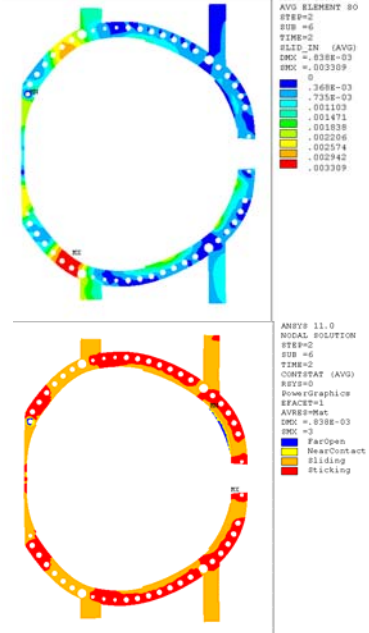 AVG ELEMENT SO
STEP=2
SUB =6
TIME=2
SLID_IN (AVG)
DMX =.838E-03
SMX =.003309
0
.368E-03
.735E-03
.001103
.001471
.001838
.002206
.002574
.002942
.003309
MX
ANSYS 11.0
NODAL SOLUTION
STEP=2
SUB =6
TIME=2
CONTSTAT (AVG)
RSYS=0
PowerGraphics
EFACET=1
AVRES=Mat
DMX =.838E-03
SMX =3
FarOpen
NearContact
Sliding
Sticking
MX